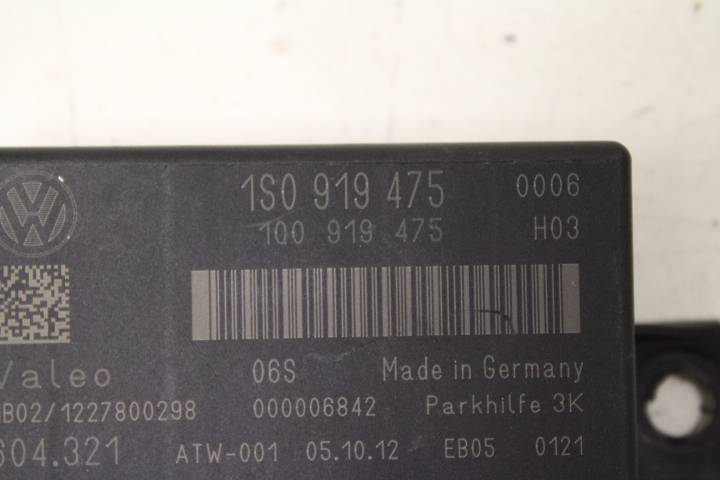 1S0 919 475 0006
1Q0 919 475 H03
06S Made in Germany
Valeo
000006842 Parkhilfe 3K
B02/1227800298
604.321 ATW-001 05.10.12 EB05 0121